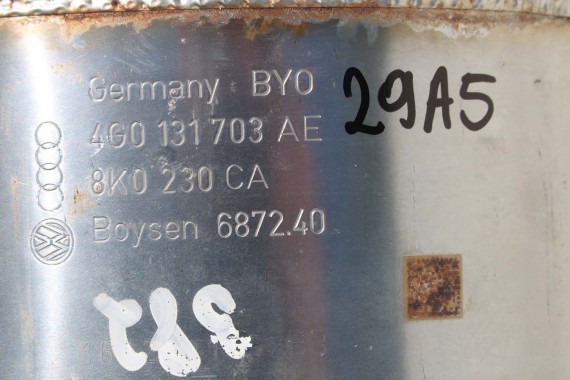 Germany BYO
4G0 131 703 AE
8K0 230 CA
Boysen 6872.40
29A5